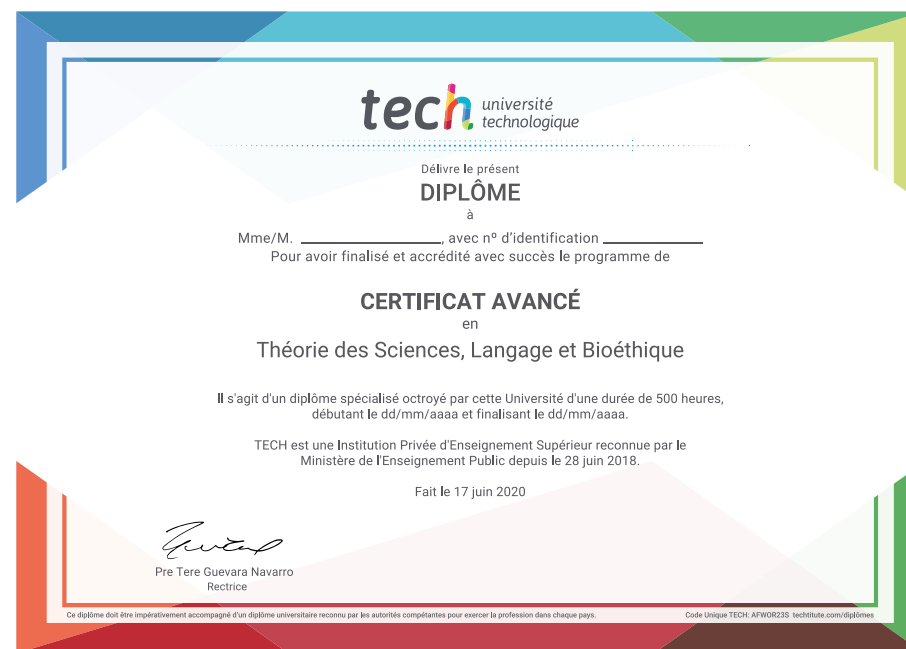 tech université
technologique
Délivre le présent
DIPLÔME
à
Mme/M. ____________________, avec nº d'identification ______________
Pour avoir finalisé et accrédité avec succès le programme de
CERTIFICAT AVANCÉ
en
Théorie des Sciences, Langage et Bioéthique
Il s'agit d'un diplôme spécialisé octroyé par cette Université d'une durée de 500 heures,
débutant le dd/mm/aaaa et finalisant le dd/mm/aaaa.
TECH est une Institution Privée d'Enseignement Supérieur reconnue par le
Ministère de l'Enseignement Public depuis le 28 juin 2018.
Fait le 17 juin 2020
Pre Tere Guevara Navarro
Rectrice
Ce diplôme doit être impérativement accompagné d'un diplôme universitaire reconnu par les autorités compétantes pour exercer la profession dans chaque pays.
Code Unique TECH: AFWOR23S techtitute.com/diplômes